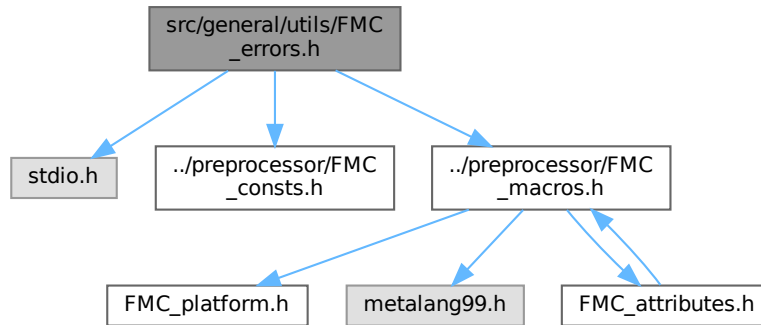 src/general/utils/FMC
_errors.h
stdio.h
../preprocessor/FMC
_consts.h
../preprocessor/FMC
_macros.h
FMC_platform.h
metalang99.h
FMC_attributes.h